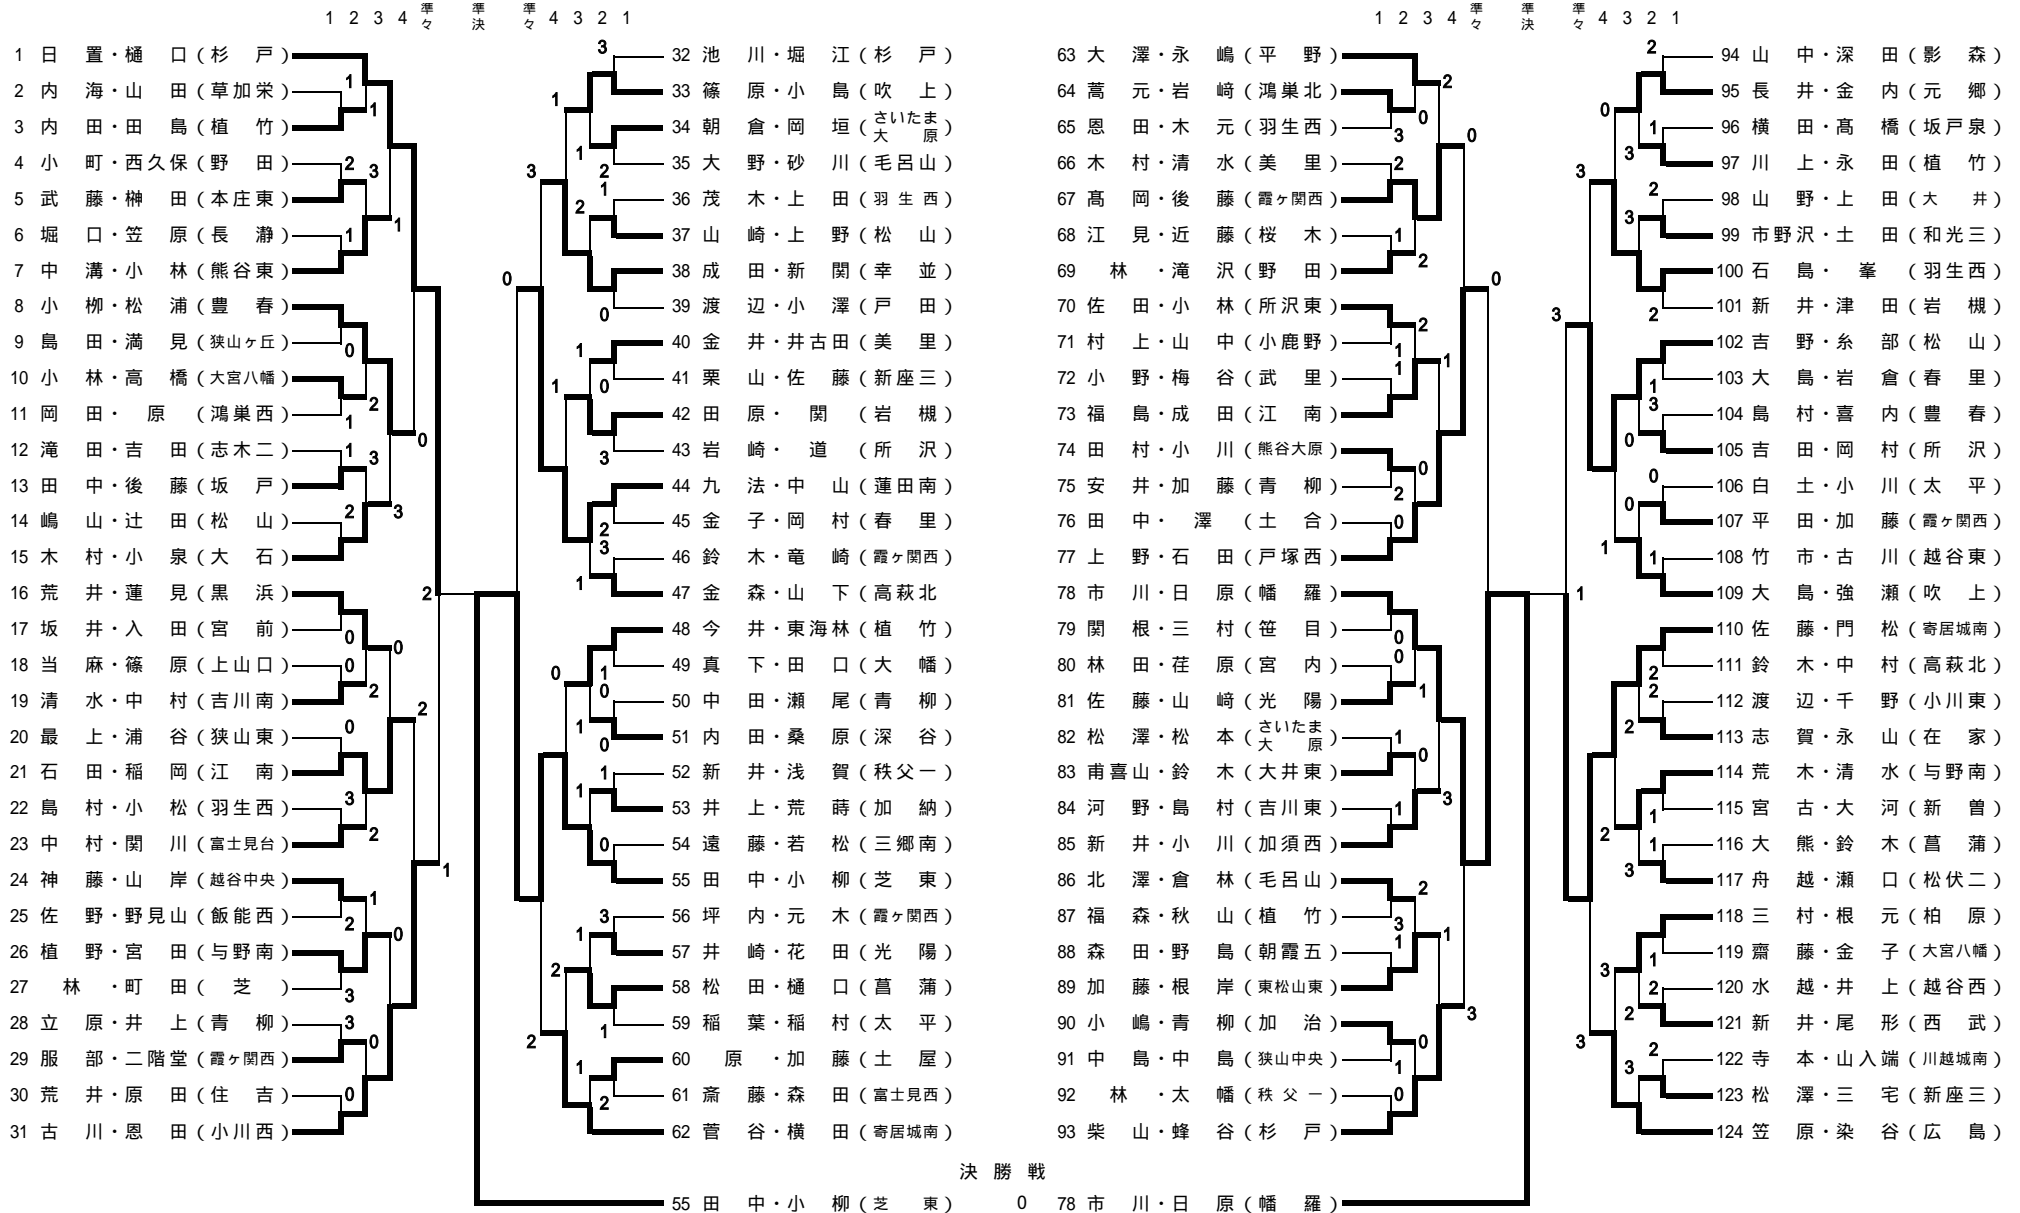 1 2 3 4 準々 準決 準々 4 3 2 1
1 日置・樋口(杉戸)
2 内海・山田(草加栄)
3 内田・田島(植竹)
4 小町・西久保(野田)
5 武藤・榊田(本庄東)
6 堀口・笠原(長瀞)
7 中溝・小林(熊谷東)
8 小栁・松浦(豊春)
9 島田・満見(狭山ヶ丘)
10 小林・高橋(大宮八幡)
11 岡田・原(鴻巣西)
12 滝田・吉田(志木二)
13 田中・後藤(坂戸)
14 嶋山・辻田(松山)
15 木村・小泉(大石)
16 荒井・蓮見(黒浜)
17 坂井・入田(宮前)
18 当麻・篠原(上山口)
19 清水・中村(吉川南)
20 最上・浦谷(狭山東)
21 石田・稲岡(江南)
22 島村・小松(羽生西)
23 中村・関川(富士見台)
24 神藤・山岸(越谷中央)
25 佐野・野見山(飯能西)
26 植野・宮田(与野南)
27 林・町田(芝)
28 立原・井上(青柳)
29 服部・二階堂(霞ヶ関西)
30 荒井・原田(住吉)
31 古川・恩田(小川西)
32 池川・堀江(杉戸)
33 篠原・小島(吹上)
34 朝倉・岡垣(さいたま大原)
35 大野・砂川(毛呂山)
36 茂木・上田(羽生西)
37 山崎・上野(松山)
38 成田・新関(幸並)
39 渡辺・小澤(戸田)
40 金井・井古田(美里)
41 栗山・佐藤(新座三)
42 田原・関(岩槻)
43 岩崎・道(所沢)
44 九法・中山(蓮田南)
45 金子・岡村(春里)
46 鈴木・竜崎(霞ヶ関西)
47 金森・山下(高萩北
48 今井・東海林(植竹)
49 真下・田口(大幡)
50 中田・瀬尾(青柳)
51 内田・桑原(深谷)
52 新井・浅賀(秩父一)
53 井上・荒蒔(加納)
54 遠藤・若松(三郷南)
55 田中・小柳(芝東)
56 坪内・元木(霞ヶ関西)
57 井崎・花田(光陽)
58 松田・樋口(菖蒲)
59 稲葉・稲村(太平)
60 原・加藤(土屋)
61 斎藤・森田(富士見西)
62 菅谷・横田(寄居城南)
1 2 3 4 準々 準決 準々 4 3 2 1
63 大澤・永嶋(平野)
64 蒿元・岩﨑(鴻巣北)
65 恩田・木元(羽生西)
66 木村・清水(美里)
67 髙岡・後藤(霞ヶ関西)
68 江見・近藤(桜木)
69 林・滝沢(野田)
70 佐田・小林(所沢東)
71 村上・山中(小鹿野)
72 小野・梅谷(武里)
73 福島・成田(江南)
74 田村・小川(熊谷大原)
75 安井・加藤(青柳)
76 田中・澤(土合)
77 上野・石田(戸塚西)
78 市川・日原(幡羅)
79 関根・三村(笹目)
80 林田・荏原(宮内)
81 佐藤・山﨑(光陽)
82 松澤・松本(さいたま大原)
83 甫喜山・鈴木(大井東)
84 河野・島村(吉川東)
85 新井・小川(加須西)
86 北澤・倉林(毛呂山)
87 福森・秋山(植竹)
88 森田・野島(朝霞五)
89 加藤・根岸(東松山東)
90 小嶋・青柳(加治)
91 中島・中島(狭山中央)
92 林・太幡(秩父一)
93 柴山・蜂谷(杉戸)
94 山中・深田(影森)
95 長井・金内(元郷)
96 横田・髙橋(坂戸泉)
97 川上・永田(植竹)
98 山野・上田(大井)
99 市野沢・土田(和光三)
100 石島・峯(羽生西)
101 新井・津田(岩槻)
102 吉野・糸部(松山)
103 大島・岩倉(春里)
104 島村・喜内(豊春)
105 吉田・岡村(所沢)
106 白土・小川(太平)
107 平田・加藤(霞ヶ関西)
108 竹市・古川(越谷東)
109 大島・強瀬(吹上)
110 佐藤・門松(寄居城南)
111 鈴木・中村(高萩北)
112 渡辺・千野(小川東)
113 志賀・永山(在家)
114 荒木・清水(与野南)
115 宮古・大河(新曽)
116 大熊・鈴木(菖蒲)
117 舟越・瀬口(松伏二)
118 三村・根元(柏原)
119 齋藤・金子(大宮八幡)
120 水越・井上(越谷西)
121 新井・尾形(西武)
122 寺本・山入端(川越城南)
123 松澤・三宅(新座三)
124 笠原・染谷(広島)
決勝戦
55 田中・小柳(芝東) 0 78 市川・日原(幡羅)